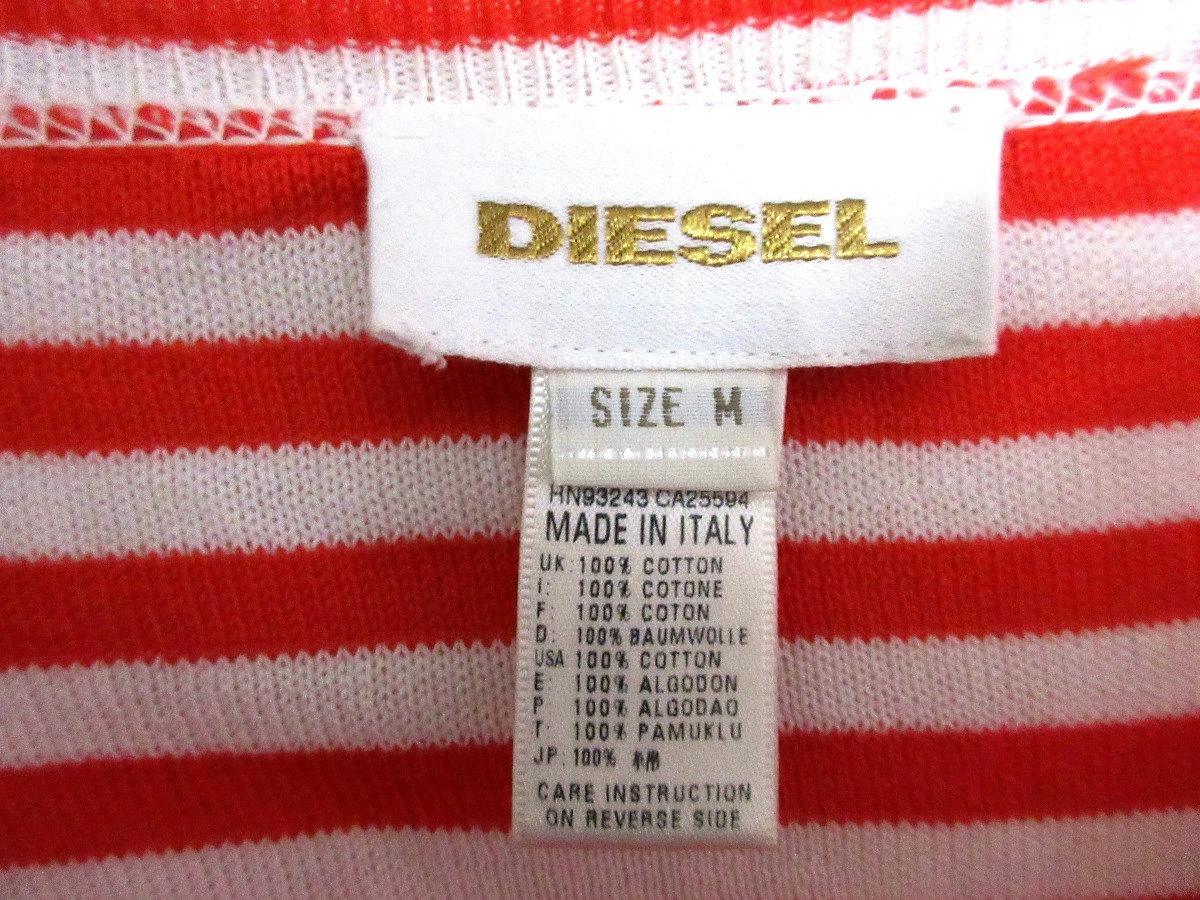 DIESEL
SIZE M
HN93243 CA25594
MADE IN ITALY
UK: 100% COTTON
I: 100% COTONE
F: 100% COTON
D: 100% BAUMWOLLE
USA 100% COTTON
E: 100% ALGODON
P 100% ALGODAO
T: 100% PAMUKLU
JP: 100% 綿
CARE INSTRUCTION
ON REVERSE SIDE